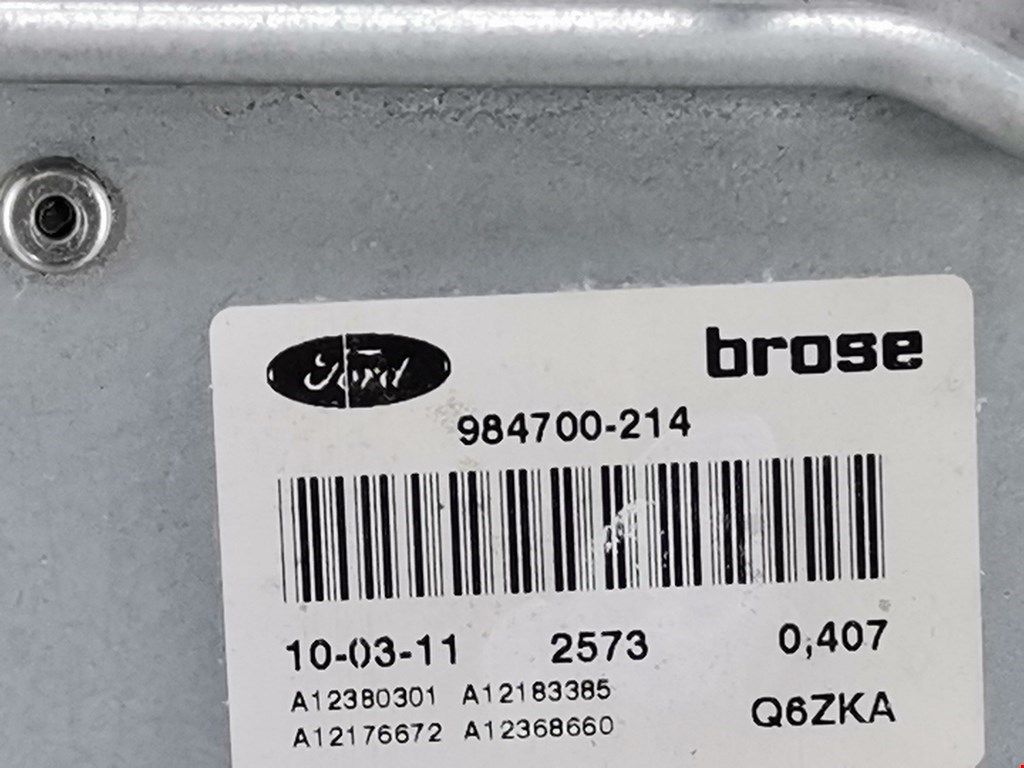 Ford brose
984700-214
10-03-11 2573 0,407
A12380301 A12183385
A12176672 A12368660 Q6ZKA